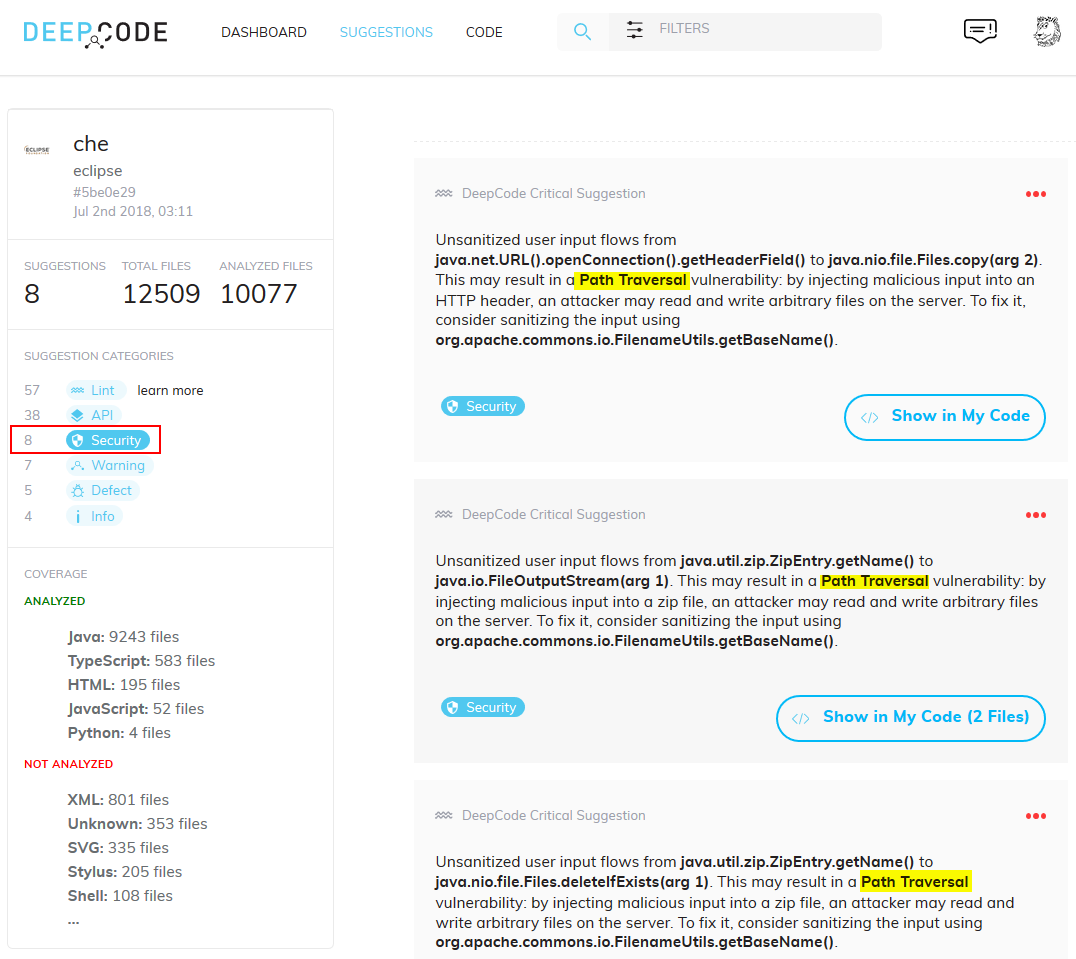 DEEPCODE
DASHBOARD
SUGGESTIONS
CODE
FILTERS
ECLIPSE
che
eclipse
#5be0e29
Jul 2nd 2018, 03:11
SUGGESTIONS TOTAL FILES ANALYZED FILES
8 12509 10077
SUGGESTION CATEGORIES
57 Lint learn more
38 API
8 Security
7 Warning
5 Defect
4 Info
COVERAGE
ANALYZED
Java: 9243 files
TypeScript: 583 files
HTML: 195 files
JavaScript: 52 files
Python: 4 files
NOT ANALYZED
XML: 801 files
Unknown: 353 files
SVG: 335 files
Stylus: 205 files
Shell: 108 files
...
DeepCode Critical Suggestion
Unsanitized user input flows from
java.net.URL().openConnection().getHeaderField() to java.nio.file.Files.copy(arg 2).
This may result in a Path Traversal vulnerability: by injecting malicious input into an
HTTP header, an attacker may read and write arbitrary files on the server. To fix it,
consider sanitizing the input using
org.apache.commons.io.FilenameUtils.getBaseName().
Security
</> Show in My Code
DeepCode Critical Suggestion
Unsanitized user input flows from java.util.zip.ZipEntry.getName() to
java.io.FileOutputStream(arg 1). This may result in a Path Traversal vulnerability: by
injecting malicious input into a zip file, an attacker may read and write arbitrary files
on the server. To fix it, consider sanitizing the input using
org.apache.commons.io.FilenameUtils.getBaseName().
Security
</> Show in My Code (2 Files)
DeepCode Critical Suggestion
Unsanitized user input flows from java.util.zip.ZipEntry.getName() to
java.nio.file.Files.deleteIfExists(arg 1). This may result in a Path Traversal
vulnerability: by injecting malicious input into a zip file, an attacker may read and
write arbitrary files on the server. To fix it, consider sanitizing the input using
org.apache.commons.io.FilenameUtils.getBaseName().